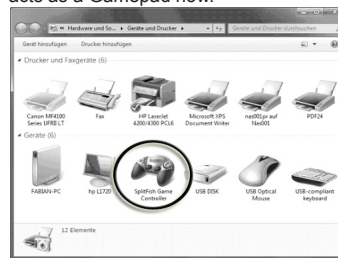 acts as a Gamepad now.
« Hardware und So... ▸ Geräte und Drucker ▸ Geräte und Drucker durchsuchen
Gerät hinzufügen Drucker hinzufügen
Drucker und Faxgeräte (6)
Canon MF4100 Series UFRII LT
Fax
HP LaserJet 4200/4300 PCL6
Microsoft XPS Document Writer
nas001pr auf Nas001
PDF24
Geräte (6)
FABIAN-PC
hp L1720
SplitFish Game Controller
USB DISK
USB Optical Mouse
USB-compliant keyboard
12 Elemente